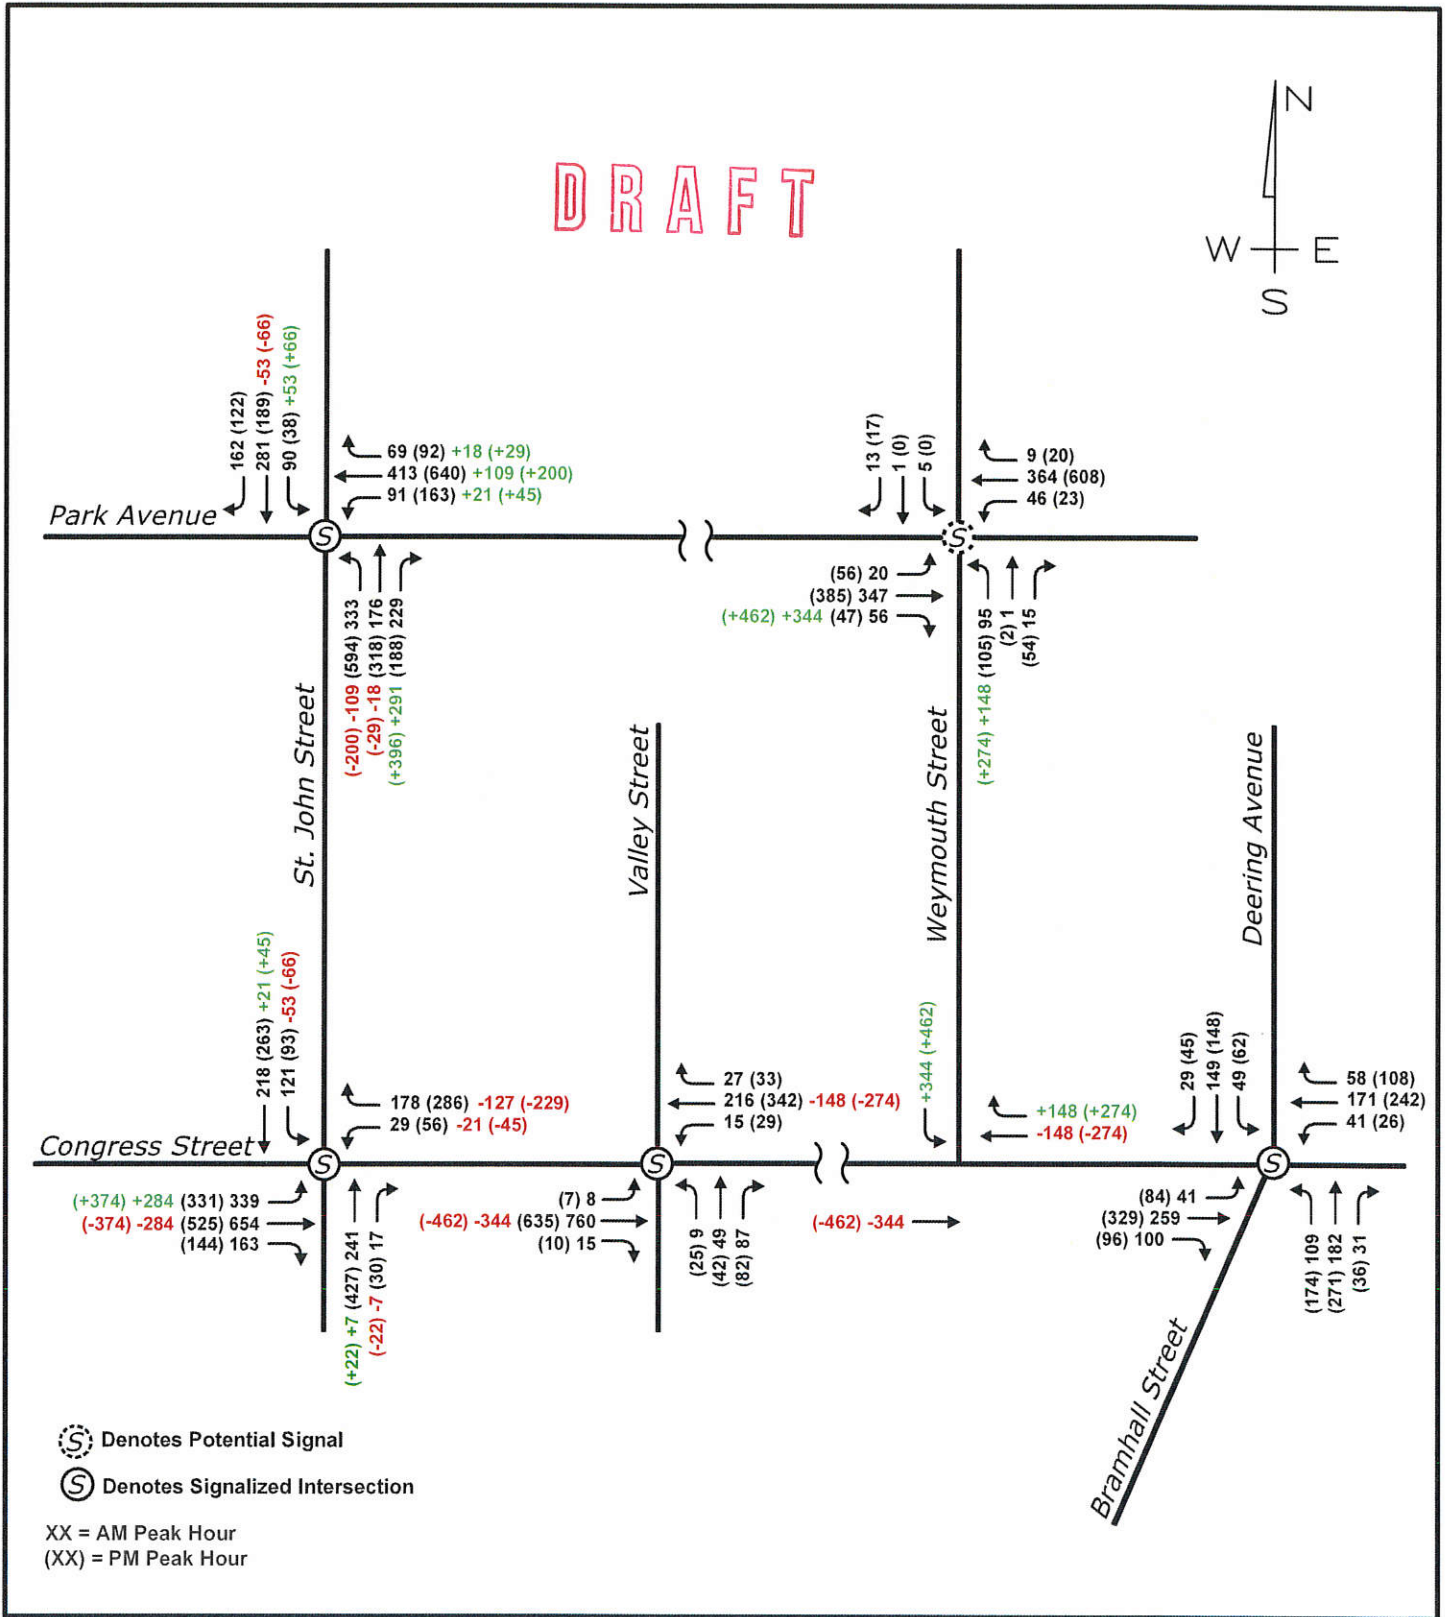 N
W E
S
DRAFT
162 (122)
281 (189) -53 (-66)
90 (38) +53 (+66)
69 (92) +18 (+29)
413 (640) +109 (+200)
91 (163) +21 (+45)
13 (17)
1 (0)
5 (0)
9 (20)
364 (608)
46 (23)
Park Avenue
S
S
(-200) -109 (594) 333
(-29) -18 (318) 176
(+396) +291 (188) 229
(56) 20
(385) 347
(+462) +344 (47) 56
(+274) +148 (105) 95
(2) 1
(54) 15
St. John Street
Valley Street
Weymouth Street
Deering Avenue
218 (263) +21 (+45)
121 (93) -53 (-66)
178 (286) -127 (-229)
29 (56) -21 (-45)
27 (33)
216 (342) -148 (-274)
15 (29)
+344 (+462)
+148 (+274)
-148 (-274)
29 (45)
149 (148)
49 (62)
58 (108)
171 (242)
41 (26)
Congress Street
S
S
S
(+374) +284 (331) 339
(-374) -284 (525) 654
(144) 163
(+22) +7 (427) 241
(-22) -7 (30) 17
(7) 8
(-462) -344 (635) 760
(10) 15
(25) 9
(42) 49
(82) 87
(-462) -344
(84) 41
(329) 259
(96) 100
(174) 109
(271) 182
(36) 31
Bramhall Street
S Denotes Potential Signal
S Denotes Signalized Intersection
XX = AM Peak Hour
(XX) = PM Peak Hour